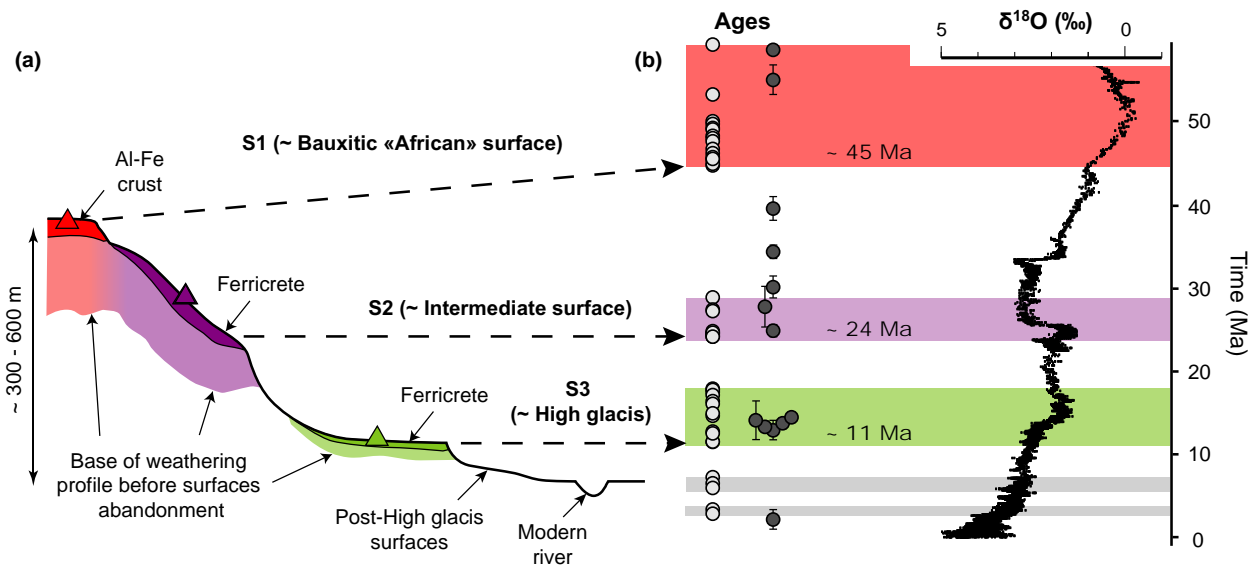 (a)
S1 (~ Bauxitic «African» surface)
Al-Fe
crust
Ferricrete
S2 (~ Intermediate surface)
~ 300 - 600 m
S3
(~ High glacis)
Ferricrete
Base of weathering
profile before surfaces
abandonment
Post-High glacis
surfaces
Modern
river
(b)
Ages
δ¹⁸O (‰)
5
0
~ 45 Ma
~ 24 Ma
~ 11 Ma
50
40
30
20
10
0
Time (Ma)